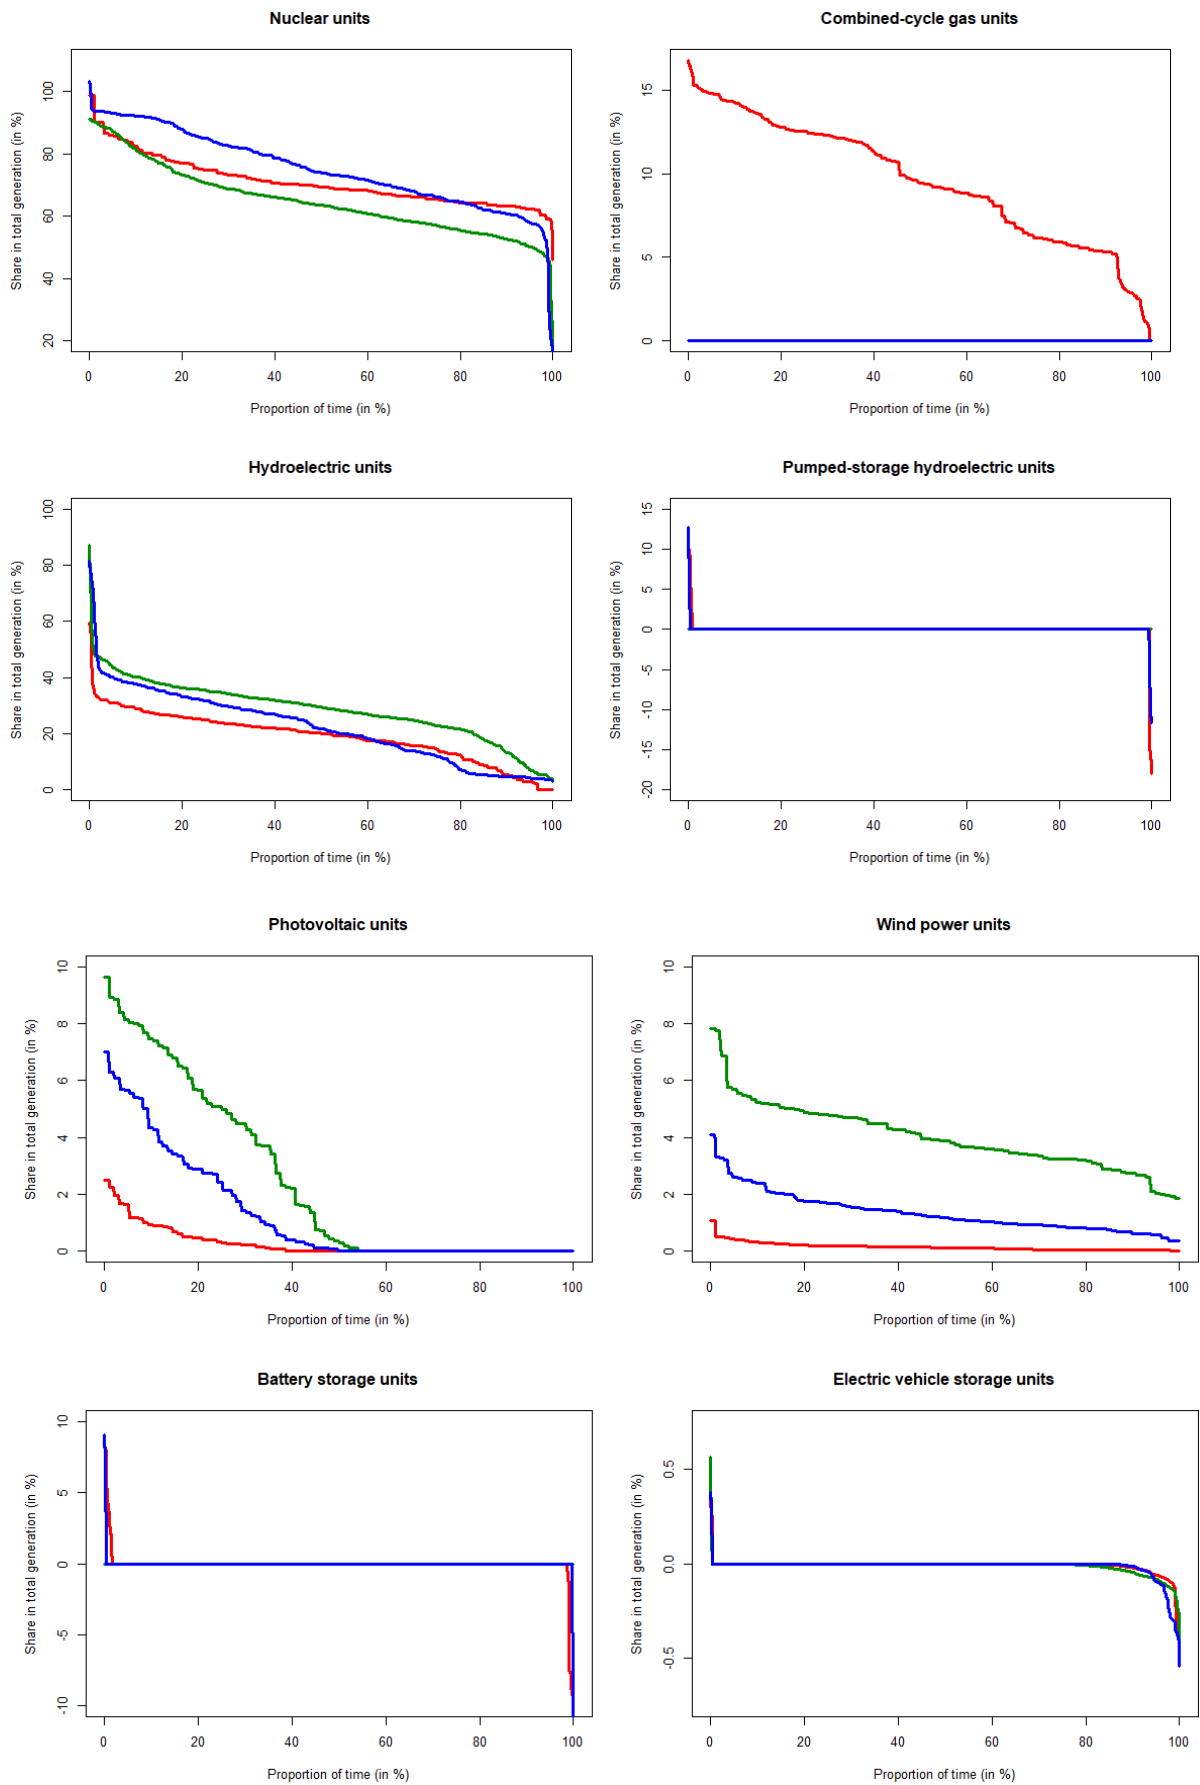 Nuclear units
Share in total generation (in %)
100
80
60
40
20
0 20 40 60 80 100
Proportion of time (in %)
Combined-cycle gas units
Share in total generation (in %)
15
10
5
0
0 20 40 60 80 100
Proportion of time (in %)
Hydroelectric units
Share in total generation (in %)
100
80
60
40
20
0
0 20 40 60 80 100
Proportion of time (in %)
Pumped-storage hydroelectric units
Share in total generation (in %)
15
10
5
0
-5
-10
-15
-20
0 20 40 60 80 100
Proportion of time (in %)
Photovoltaic units
Share in total generation (in %)
10
8
6
4
2
0
0 20 40 60 80 100
Proportion of time (in %)
Wind power units
Share in total generation (in %)
10
8
6
4
2
0
0 20 40 60 80 100
Proportion of time (in %)
Battery storage units
Share in total generation (in %)
10
5
0
-5
-10
0 20 40 60 80 100
Proportion of time (in %)
Electric vehicle storage units
Share in total generation (in %)
0.5
0.0
-0.5
0 20 40 60 80 100
Proportion of time (in %)